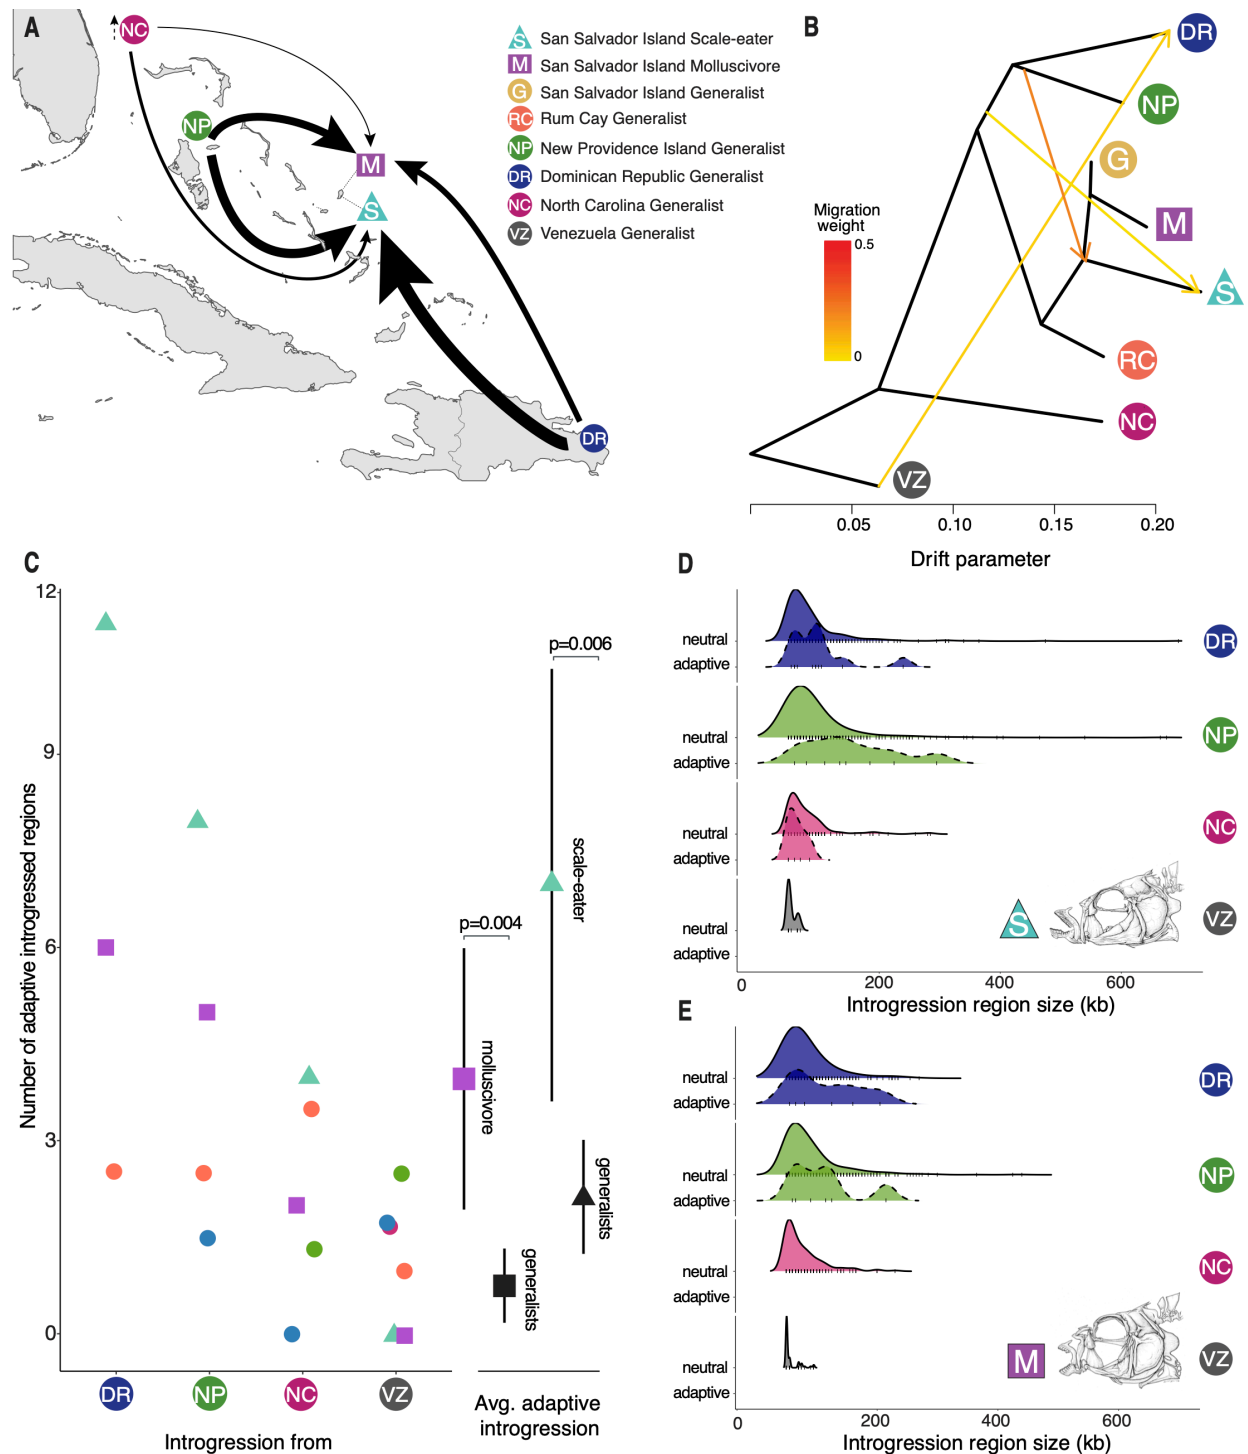 A
NC
NP
M
S
DR
S San Salvador Island Scale-eater
M San Salvador Island Molluscivore
G San Salvador Island Generalist
RC Rum Cay Generalist
NP New Providence Island Generalist
DR Dominican Republic Generalist
NC North Carolina Generalist
VZ Venezuela Generalist
B
DR
NP
G
M
S
RC
NC
VZ
Migration
weight
0.5
0
0.05 0.10 0.15 0.20
Drift parameter
C
Number of adaptive introgressed regions
12
9
6
3
0
DR NP NC VZ
Introgression from
p=0.004
p=0.006
molluscivore
scale-eater
generalists
generalists
Avg. adaptive
introgression
D
neutral
adaptive
DR
neutral
adaptive
NP
neutral
adaptive
NC
neutral
adaptive
S
VZ
0 200 400 600
Introgression region size (kb)
E
neutral
adaptive
DR
neutral
adaptive
NP
neutral
adaptive
NC
neutral
adaptive
M
VZ
0 200 400 600
Introgression region size (kb)